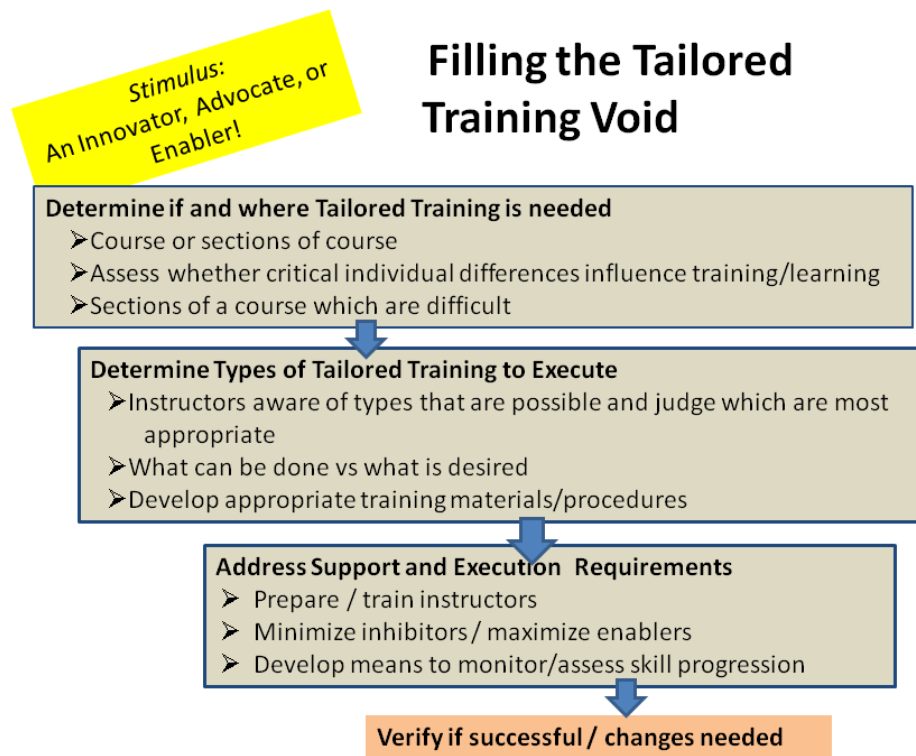 Stimulus:
An Innovator, Advocate, or
Enabler!
Filling the Tailored
Training Void
Determine if and where Tailored Training is needed
➢Course or sections of course
➢Assess whether critical individual differences influence training/learning
➢Sections of a course which are difficult
Determine Types of Tailored Training to Execute
➢Instructors aware of types that are possible and judge which are most
appropriate
➢What can be done vs what is desired
➢Develop appropriate training materials/procedures
Address Support and Execution Requirements
➢ Prepare / train instructors
➢ Minimize inhibitors / maximize enablers
➢ Develop means to monitor/assess skill progression
Verify if successful / changes needed